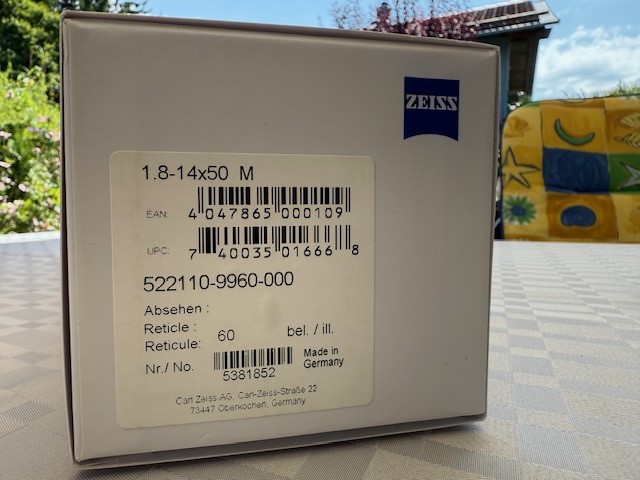 ZEISS
1.8-14x50 M
EAN: 4 047865 000109
UPC: 7 40035 01666 8
522110-9960-000
Absehen :
Reticle : 60 bel. / ill.
Reticule:
Nr./ No. 5381852 Made in Germany
Carl Zeiss AG, Carl-Zeiss-Straße 22
73447 Oberkochen, Germany